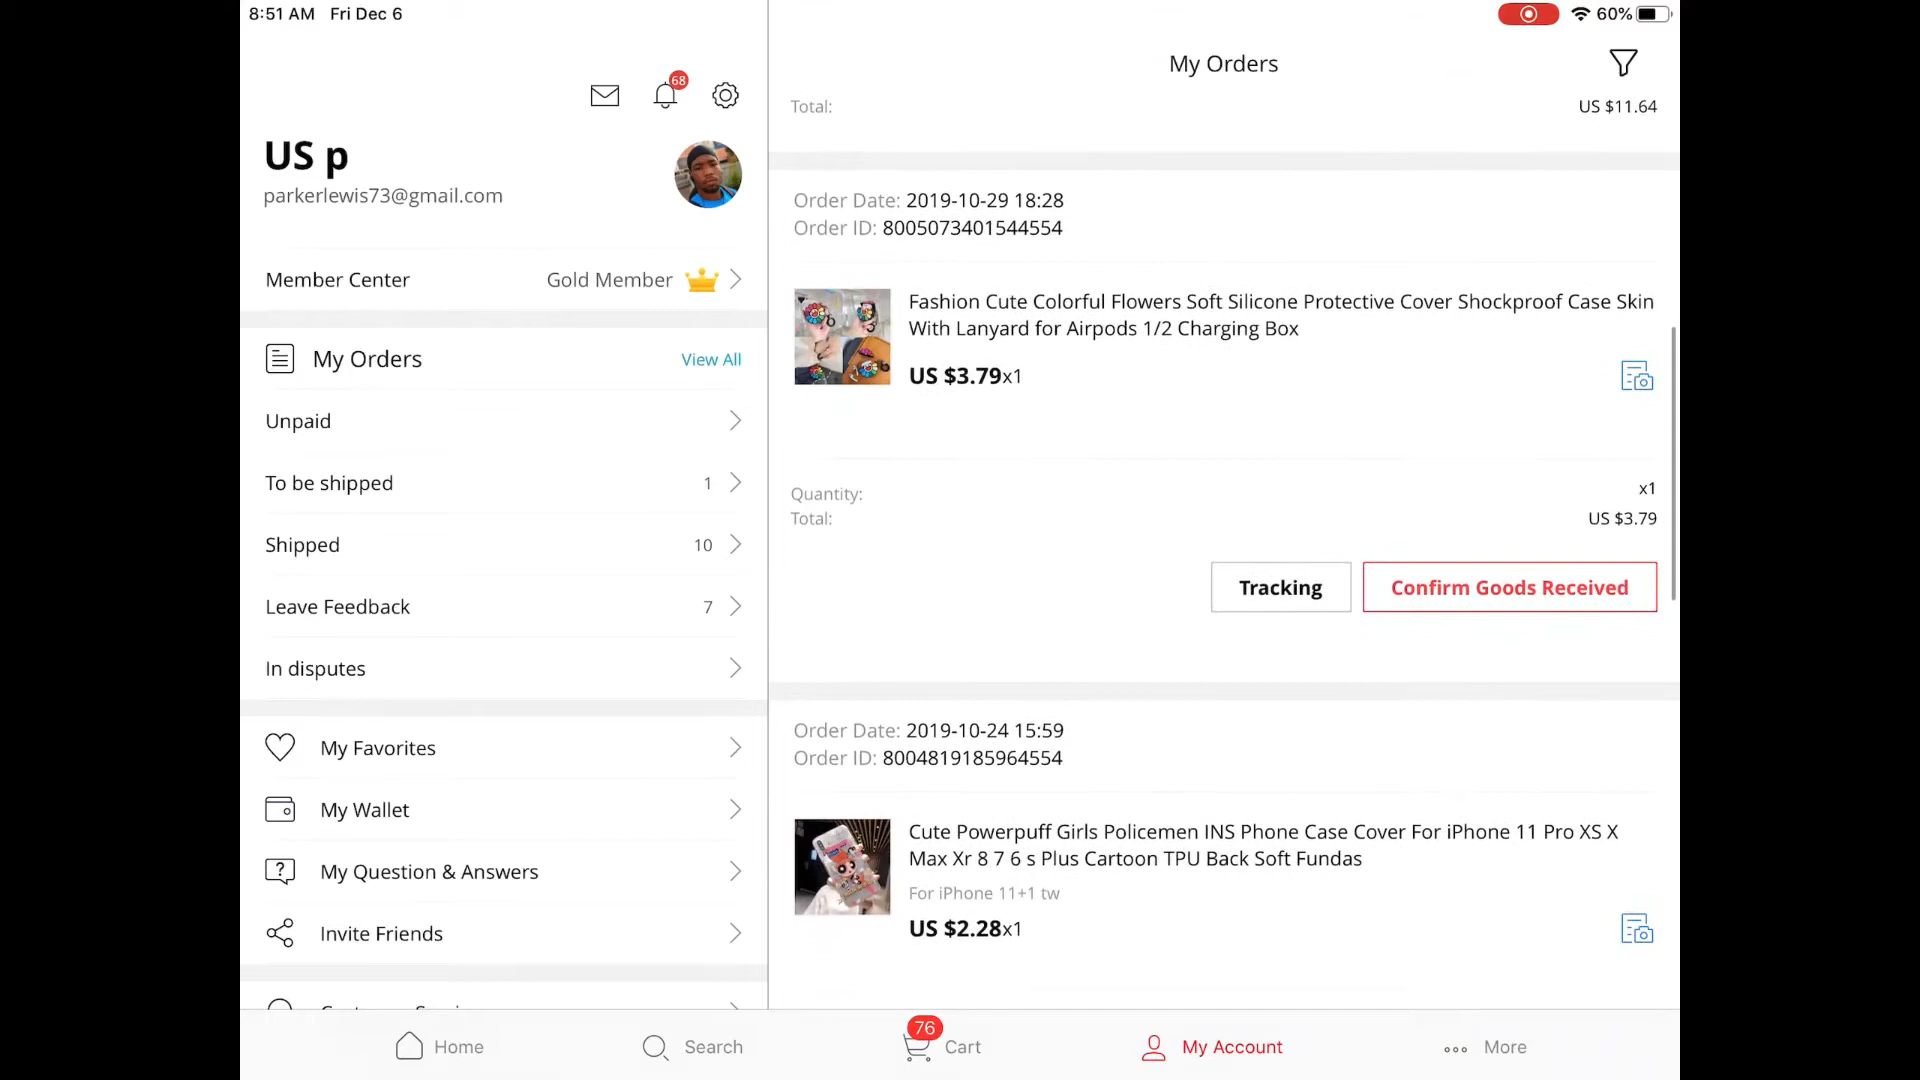 8:51 AM Fri Dec 6
60%
68
US p
parkerlewis73@gmail.com
Member Center Gold Member
My Orders View All
Unpaid
To be shipped 1
Shipped 10
Leave Feedback 7
In disputes
My Favorites
My Wallet
My Question & Answers
Invite Friends
My Orders
Total: US $11.64
Order Date: 2019-10-29 18:28
Order ID: 8005073401544554
Fashion Cute Colorful Flowers Soft Silicone Protective Cover Shockproof Case Skin
With Lanyard for Airpods 1/2 Charging Box
US $3.79x1
Quantity: x1
Total: US $3.79
Tracking Confirm Goods Received
Order Date: 2019-10-24 15:59
Order ID: 8004819185964554
Cute Powerpuff Girls Policemen INS Phone Case Cover For iPhone 11 Pro XS X
Max Xr 8 7 6 s Plus Cartoon TPU Back Soft Fundas
For iPhone 11+1 tw
US $2.28x1
Home Search 76 Cart My Account More